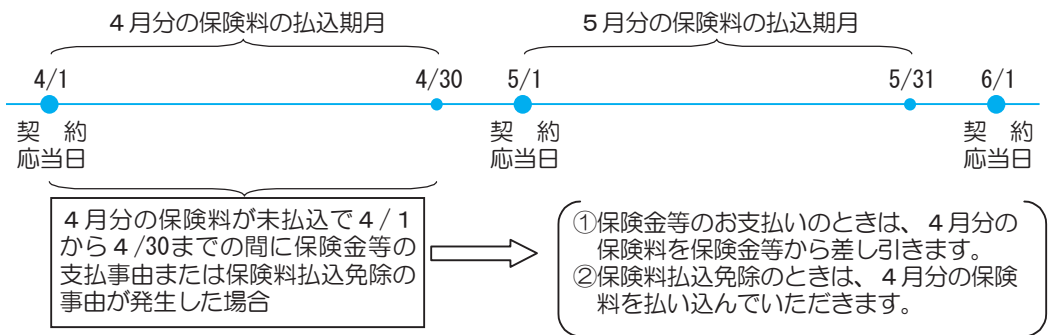 ４月分の保険料の払込期月
５月分の保険料の払込期月
4/1
4/30
5/1
5/31
6/1
契　約
応当日
契　約
応当日
契　約
応当日
４月分の保険料が未払込で４/１
から４/30までの間に保険金等の
支払事由または保険料払込免除の
事由が発生した場合
①保険金等のお支払いのときは、４月分の
保険料を保険金等から差し引きます。
②保険料払込免除のときは、４月分の保険
料を払い込んでいただきます。